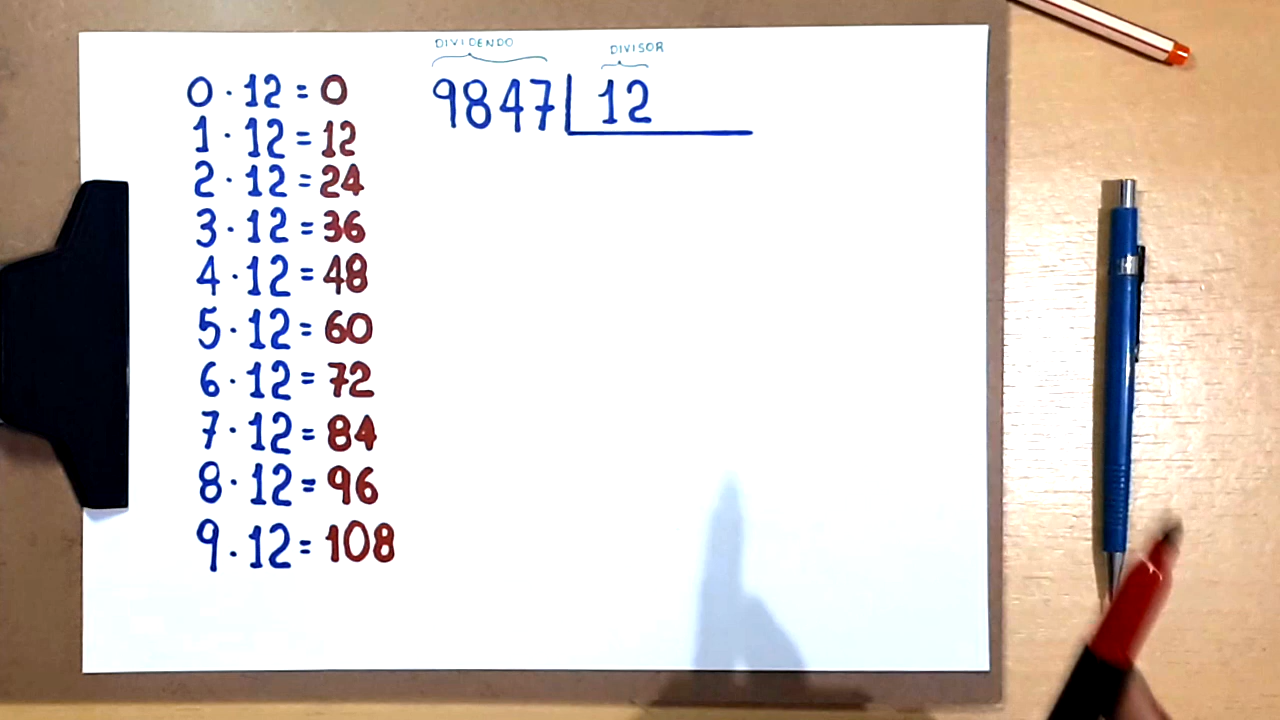 0 · 12 = 0
1 · 12 = 12
2 · 12 = 24
3 · 12 = 36
4 · 12 = 48
5 · 12 = 60
6 · 12 = 72
7 · 12 = 84
8 · 12 = 96
9 · 12 = 108
DIVIDENDO DIVISOR
9847 12